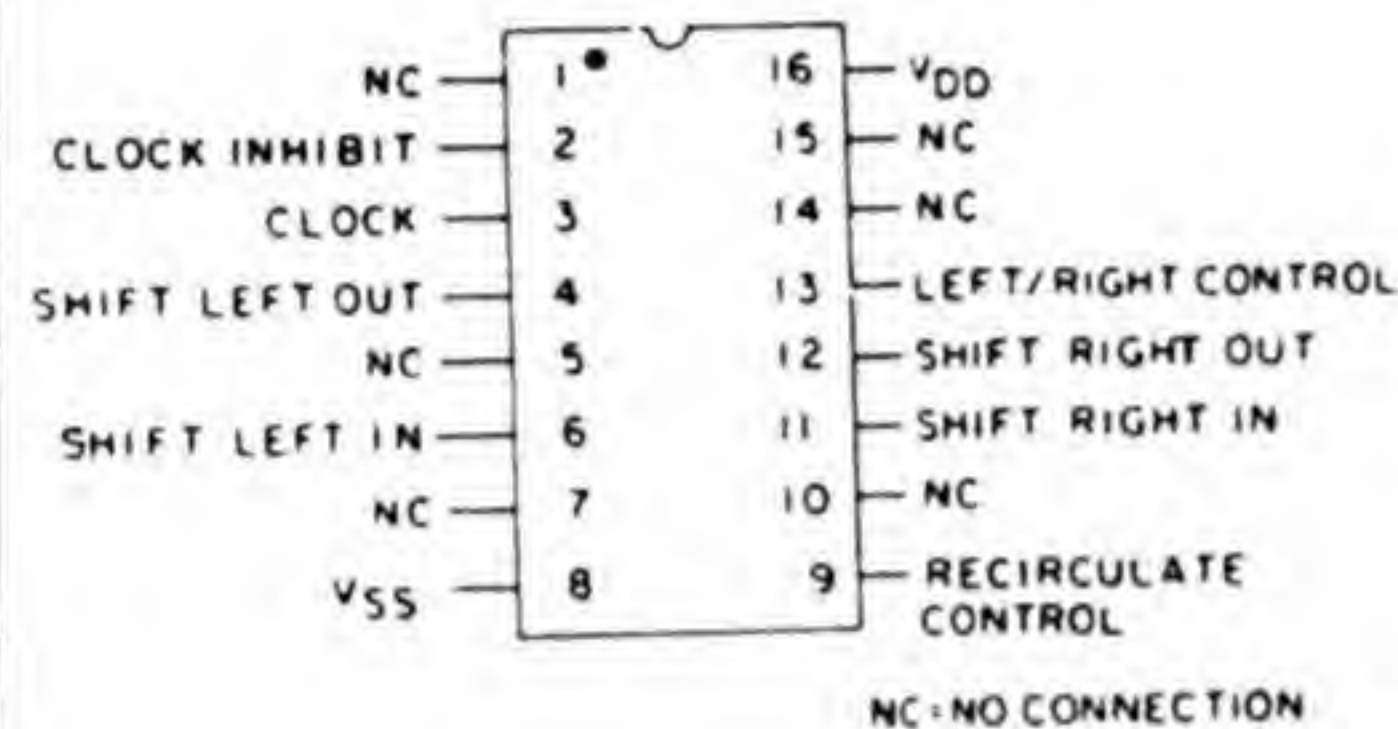 NC 1 16 VDD
CLOCK INHIBIT 2 15 NC
CLOCK 3 14 NC
SHIFT LEFT OUT 4 13 LEFT/RIGHT CONTROL
NC 5 12 SHIFT RIGHT OUT
SHIFT LEFT IN 6 11 SHIFT RIGHT IN
NC 7 10 NC
VSS 8 9 RECIRCULATE
CONTROL
NC=NO CONNECTION